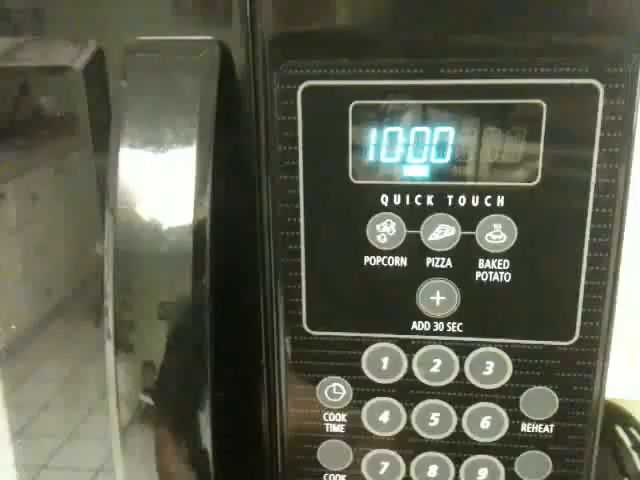 10:00
QUICK TOUCH
POPCORN PIZZA BAKED POTATO
+
ADD 30 SEC
1 2 3
COOK TIME 4 5 6 REHEAT
7 8 9
COOK